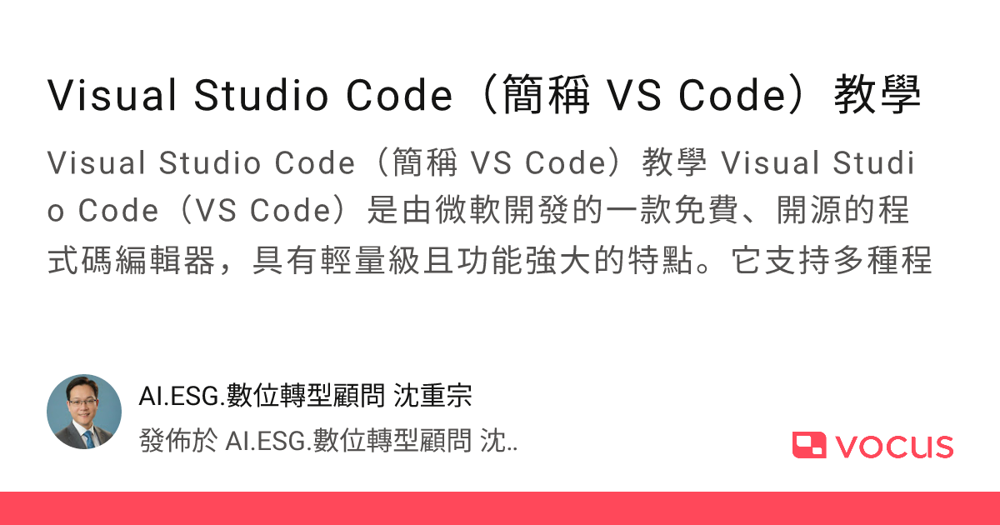 Visual Studio Code（簡稱 VS Code）教學
Visual Studio Code（簡稱 VS Code）教學 Visual Studi
o Code（VS Code）是由微軟開發的一款免費、開源的程
式碼編輯器，具有輕量級且功能強大的特點。它支持多種程
AI.ESG.數位轉型顧問 沈重宗
發佈於 AI.ESG.數位轉型顧問 沈..
VOCUS